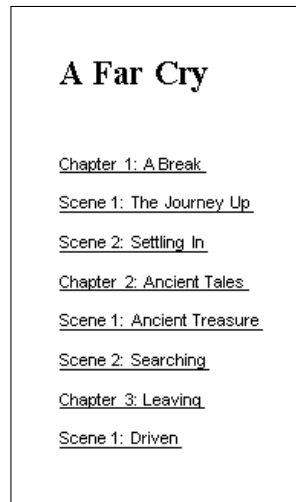 A Far Cry
Chapter 1: A Break
Scene 1: The Journey Up
Scene 2: Settling In
Chapter 2: Ancient Tales
Scene 1: Ancient Treasure
Scene 2: Searching
Chapter 3: Leaving
Scene 1: Driven